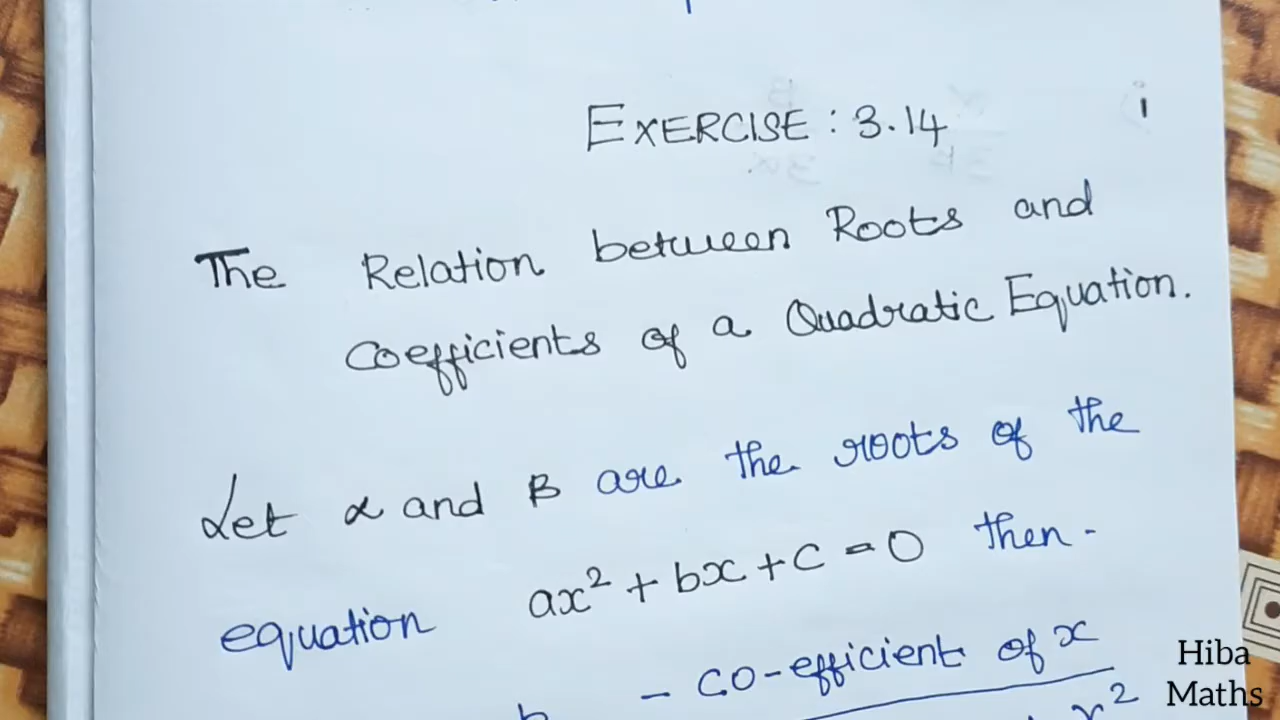 EXERCISE : 3.14
The Relation between Roots and
Coefficients of a Quadratic Equation.
Let α and β are the roots of the
equation ax² + bx + c = 0 then -
- CO-efficient of x
x²
Hiba
Maths